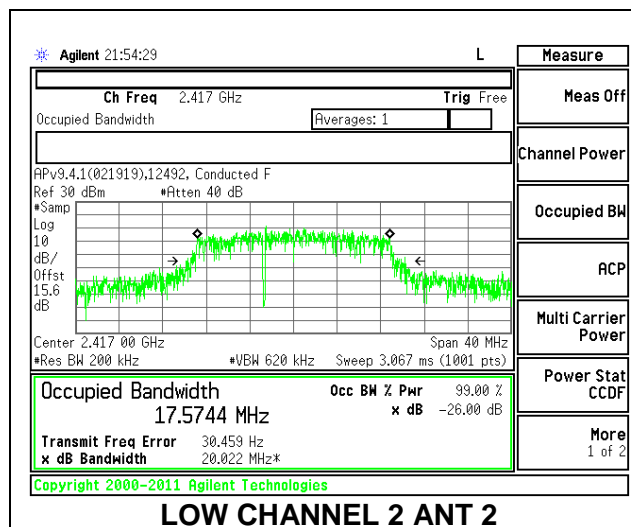 Agilent 21:54:29 L Measure
Ch Freq 2.417 GHz Trig Free
Meas Off
Occupied Bandwidth Averages: 1
Channel Power
APv9.4.1(021919),12492, Conducted F
Ref 30 dBm #Atten 40 dB
#Samp
Log
10
dB/
Offst
15.6
dB
Occupied BW
ACP
Center 2.417 00 GHz Span 40 MHz
#Res BW 200 kHz #VBW 620 kHz Sweep 3.067 ms (1001 pts)
Multi Carrier
Power
Occupied Bandwidth Occ BW % Pwr 99.00 %
17.5744 MHz x dB -26.00 dB
Power Stat
CCDF
Transmit Freq Error 30.459 Hz
x dB Bandwidth 20.022 MHz*
More
1 of 2
Copyright 2000-2011 Agilent Technologies
LOW CHANNEL 2 ANT 2